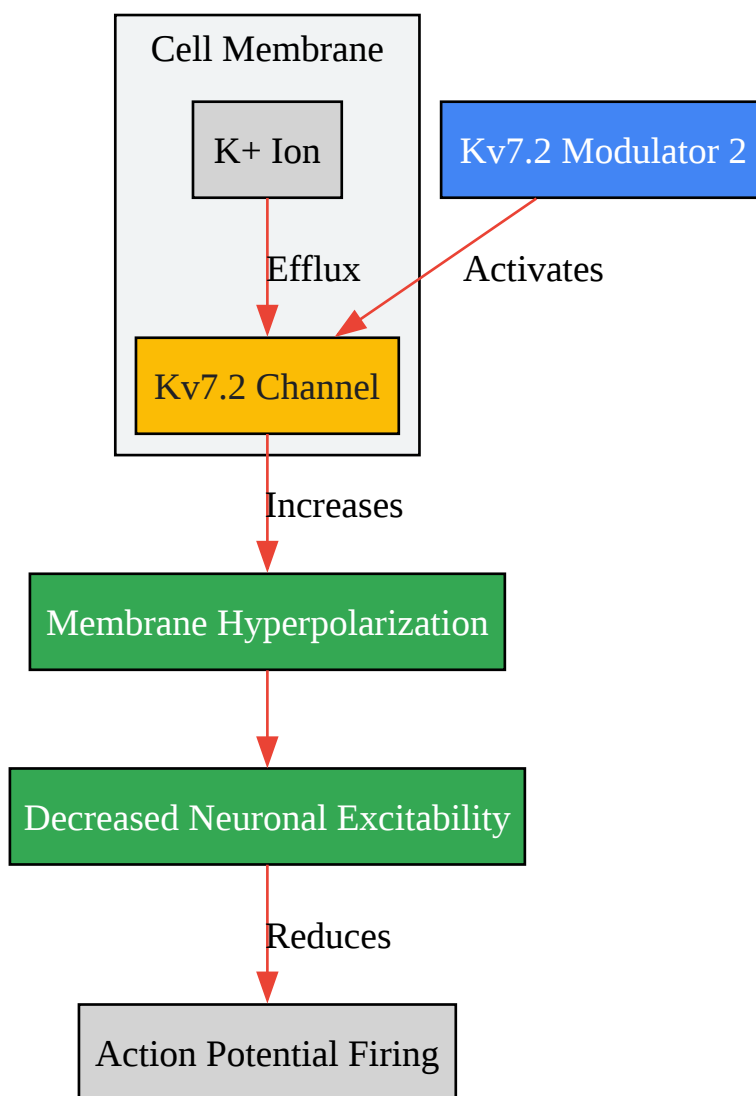 Cell Membrane
K+ Ion
Kv7.2 Modulator 2
Efflux
Activates
Kv7.2 Channel
Increases
Membrane Hyperpolarization
Decreased Neuronal Excitability
Reduces
Action Potential Firing